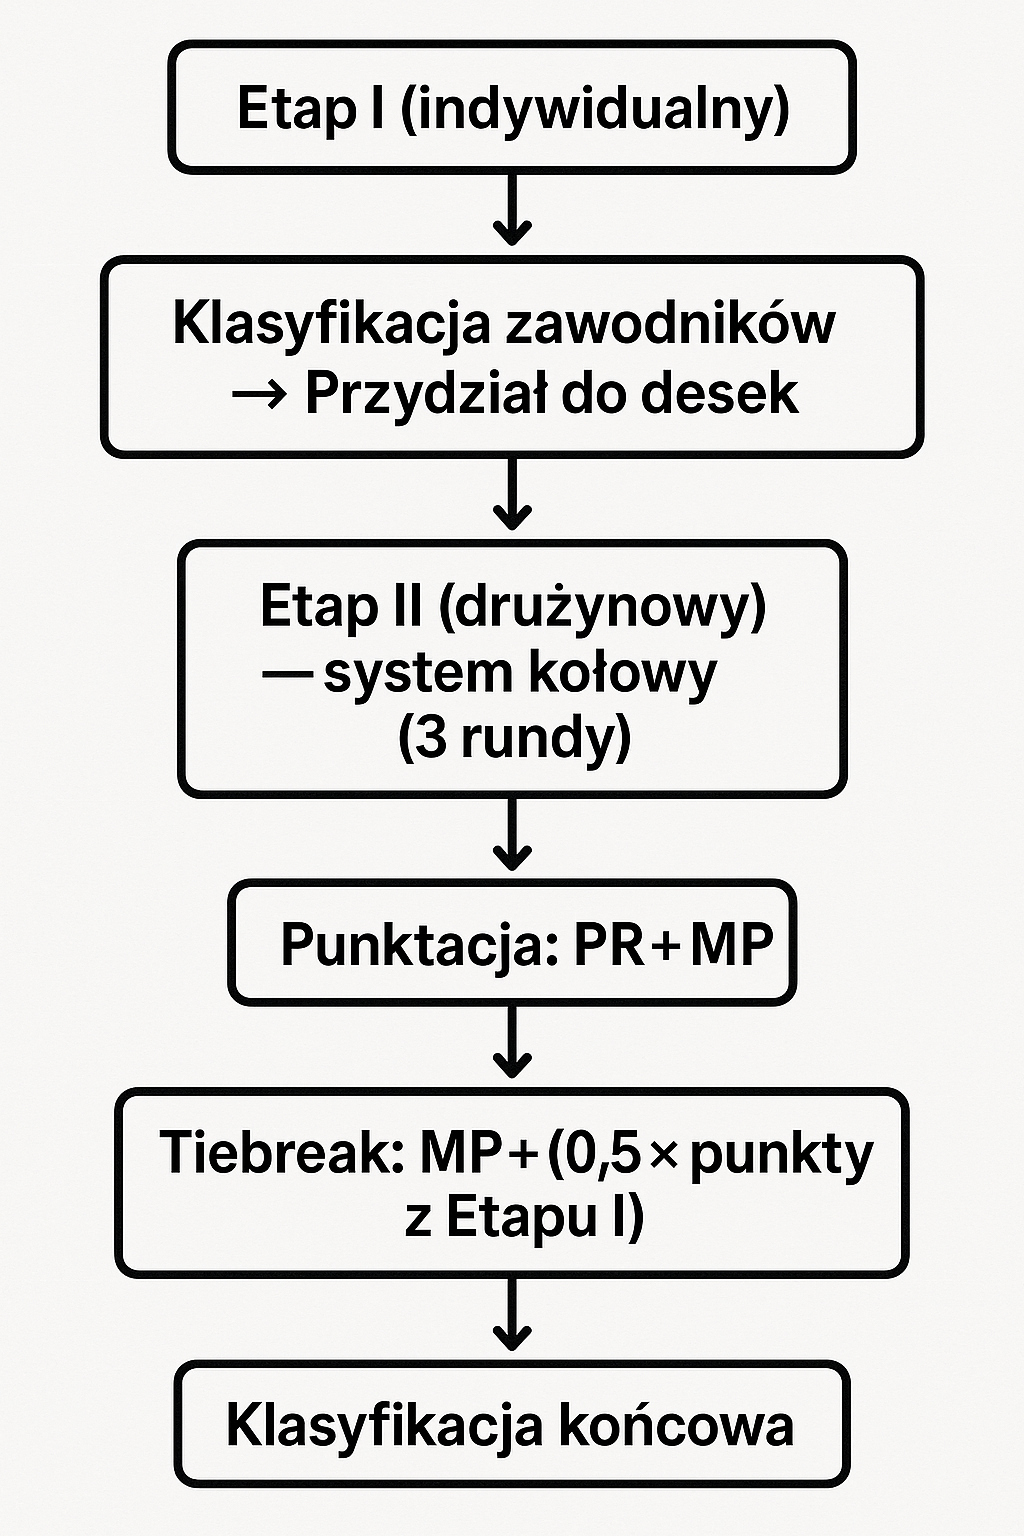 Etap I (indywidualny)
Klasyfikacja zawodników
→ Przydział do desek
Etap II (drużynowy)
— system kołowy
(3 rundy)
Punktacja: PR + MP
Tiebreak: MP + (0,5 × punkty
z Etapu I)
Klasyfikacja końcowa